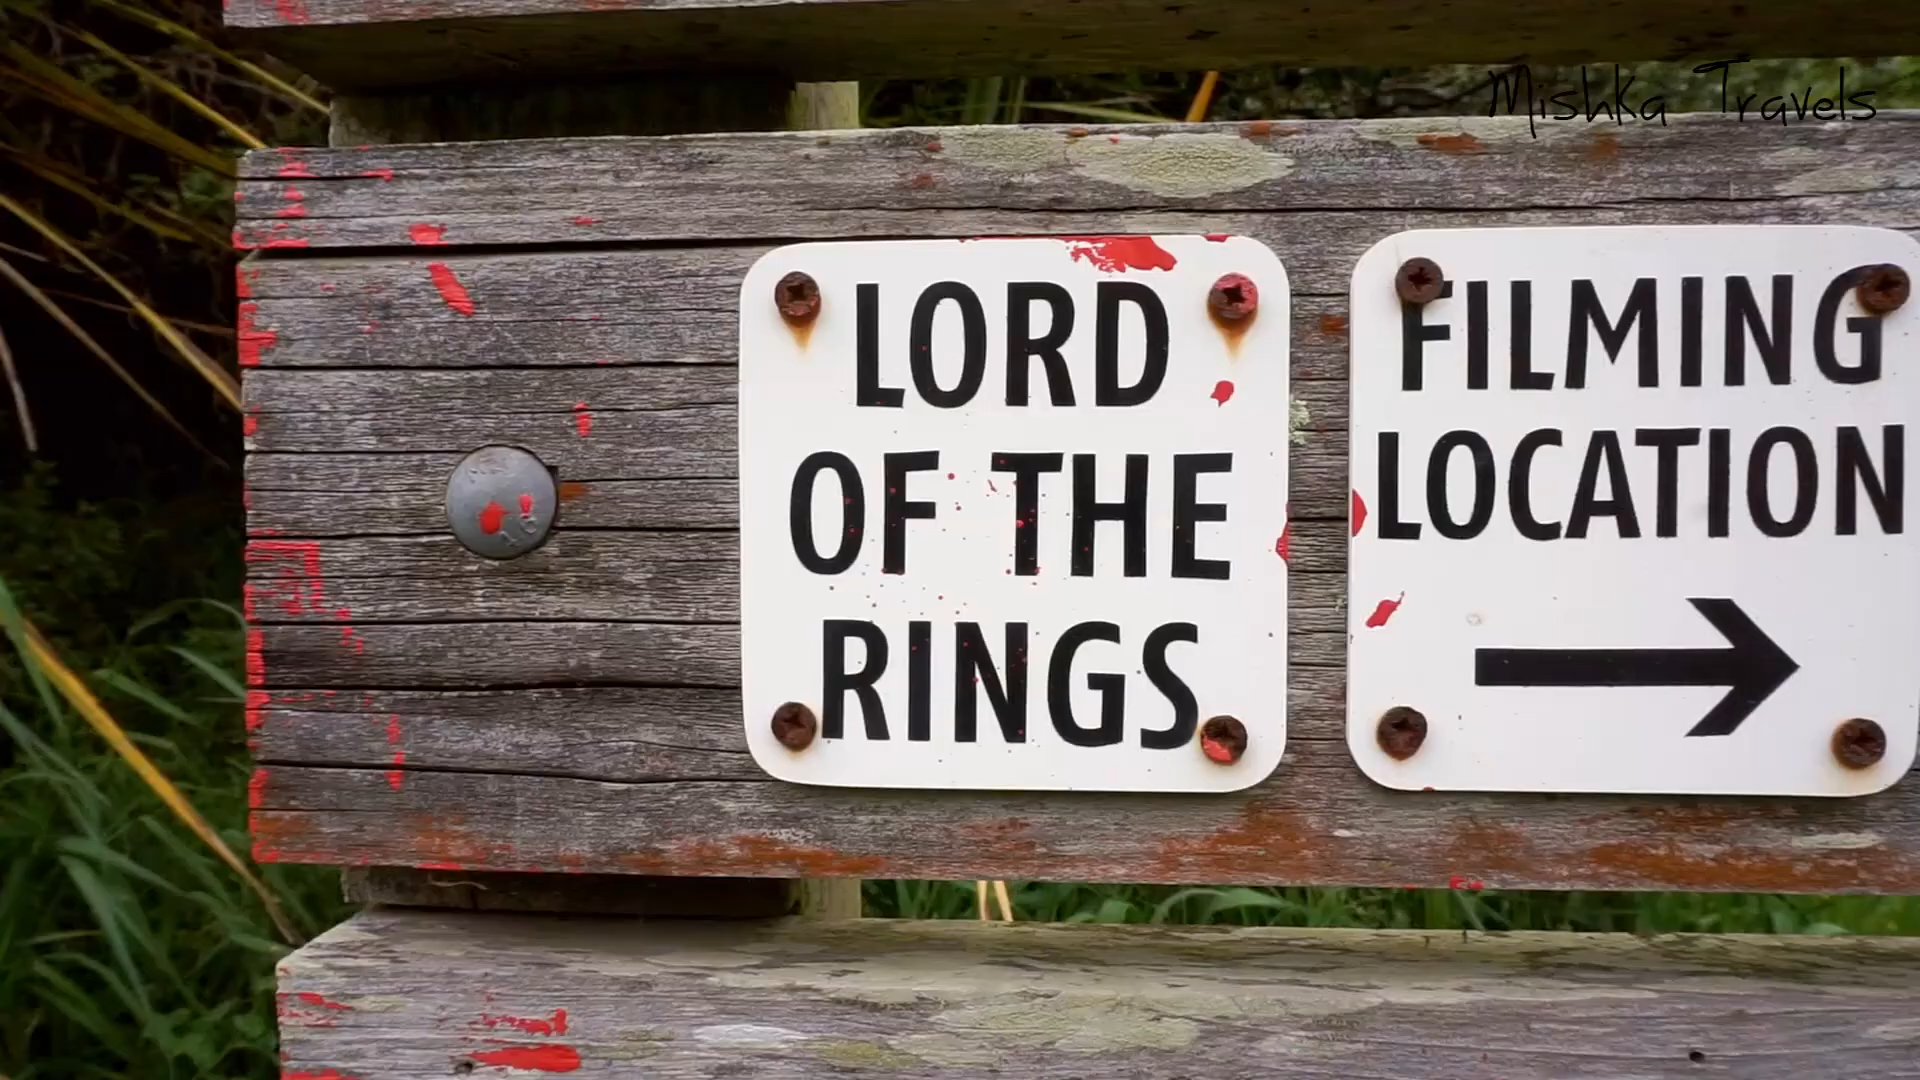 Mishka Travels
LORD
OF THE
RINGS
FILMING
LOCATION